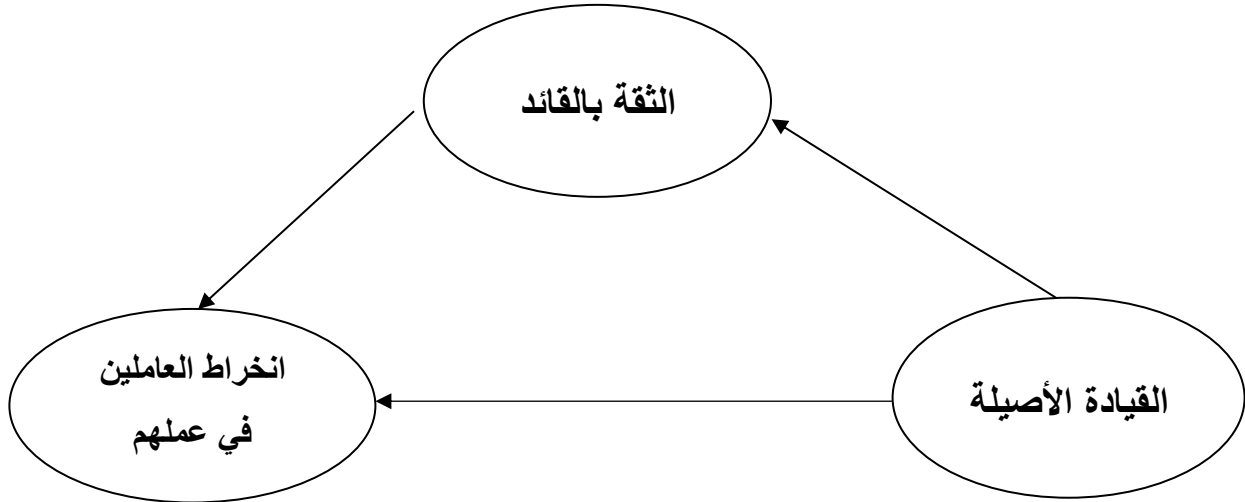 الثقة بالقائد
القيادة الأصيلة
انخراط العاملين
في عملهم